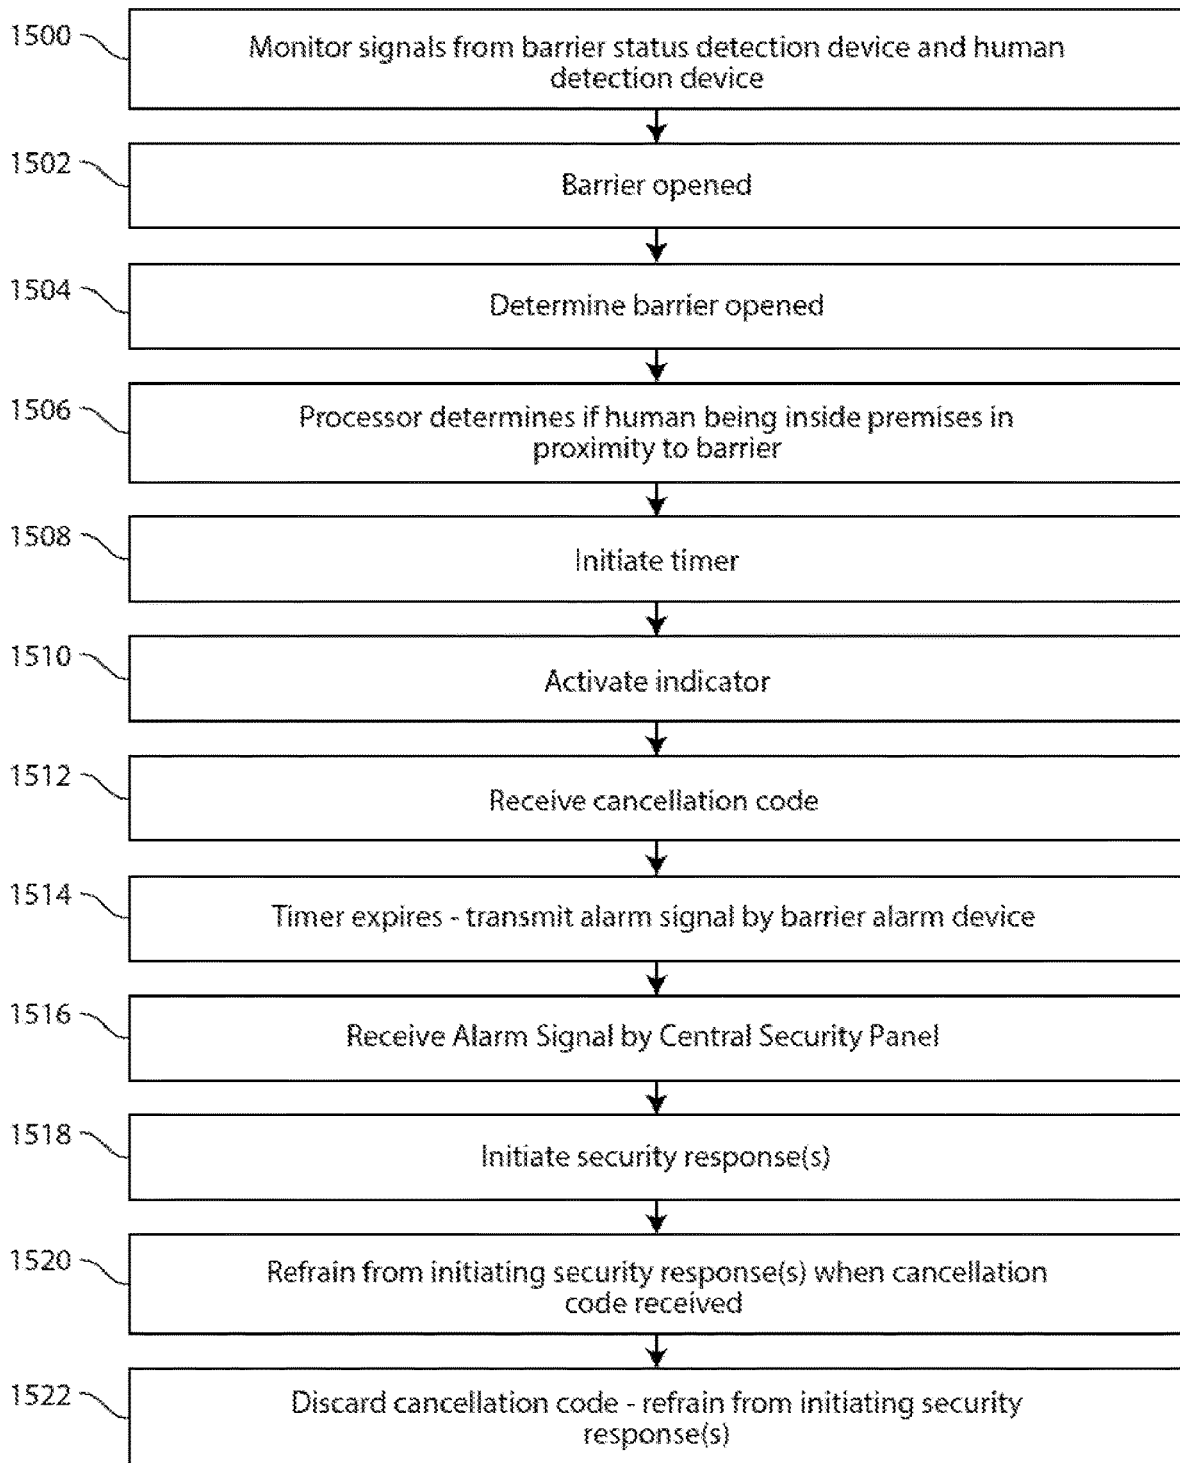 1500
Monitor signals from barrier status detection device and human
detection device
1502
Barrier opened
1504
Determine barrier opened
1506
Processor determines if human being inside premises in
proximity to barrier
1508
Initiate timer
1510
Activate indicator
1512
Receive cancellation code
1514
Timer expires - transmit alarm signal by barrier alarm device
1516
Receive Alarm Signal by Central Security Panel
1518
Initiate security response(s)
1520
Refrain from initiating security response(s) when cancellation
code received
1522
Discard cancellation code - refrain from initiating security
response(s)